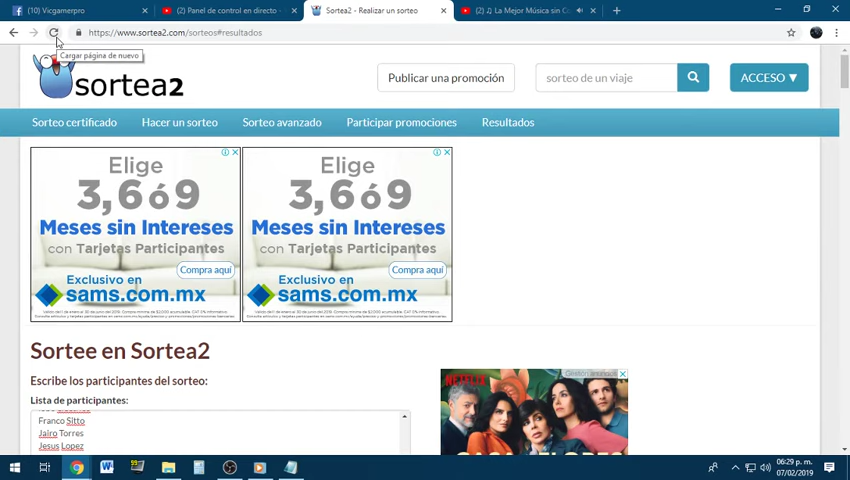 (10) Vicgamerpro
(2) Panel de control en directo -
Sortea2 - Realizar un sorteo
(2) ♫ La Mejor Música sin Co
https://www.sortea2.com/sorteos#resultados
Cargar página de nuevo
sortea2
Publicar una promoción
sorteo de un viaje
ACCESO ▼
Sorteo certificado
Hacer un sorteo
Sorteo avanzado
Participar promociones
Resultados
Elige
3, 6 ó 9
Meses sin Intereses
con Tarjetas Participantes
Compra aquí
Exclusivo en
sams.com.mx
Elige
3, 6 ó 9
Meses sin Intereses
con Tarjetas Participantes
Compra aquí
Exclusivo en
sams.com.mx
Sortee en Sortea2
Escribe los participantes del sorteo:
Lista de participantes:
Franco Sitto
Jairo Torres
Jesus Lopez
NETFLIX
06:29 p. m.
07/02/2019